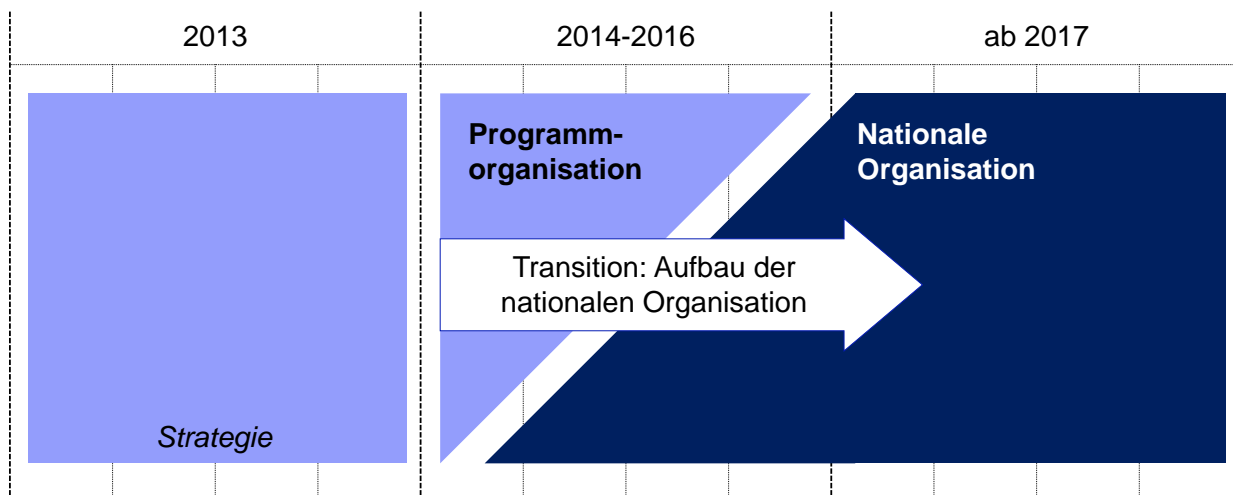 2013
2014-2016
ab 2017
Programm-
organisation
Nationale
Organisation
Transition: Aufbau der
nationalen Organisation
Strategie